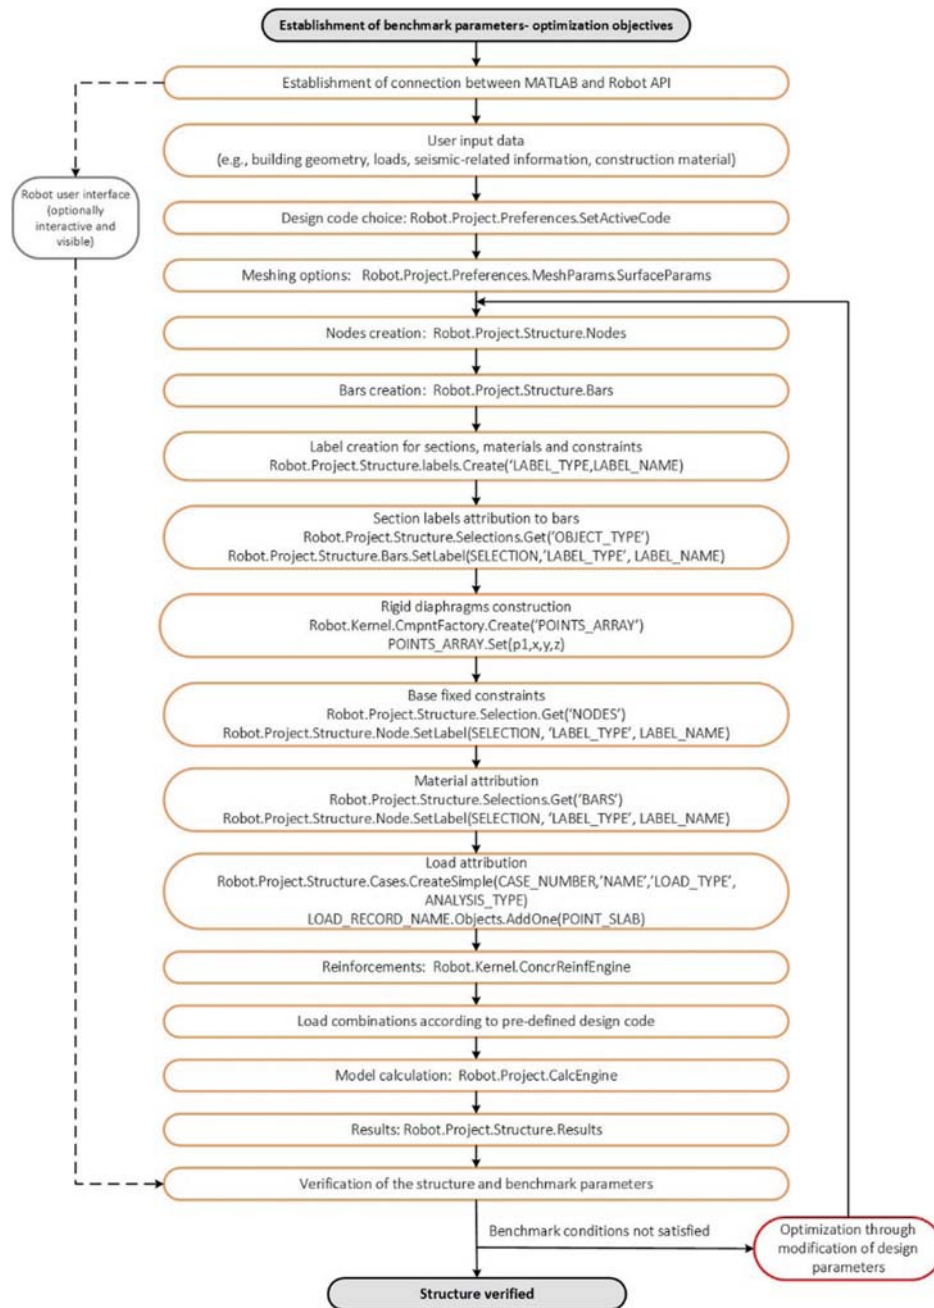 Establishment of benchmark parameters- optimization objectives
Establishment of connection between MATLAB and Robot API
User input data
(e.g., building geometry, loads, seismic-related information, construction material)
Robot user interface
(optionally
interactive and
visible)
Design code choice: Robot.Project.Preferences.SetActiveCode
Meshing options: Robot.Project.Preferences.MeshParams.SurfaceParams
Nodes creation: Robot.Project.Structure.Nodes
Bars creation: Robot.Project.Structure.Bars
Label creation for sections, materials and constraints
Robot.Project.Structure.labels.Create('LABEL_TYPE,LABEL_NAME)
Section labels attribution to bars
Robot.Project.Structure.Selections.Get('OBJECT_TYPE')
Robot.Project.Structure.Bars.SetLabel(SELECTION,'LABEL_TYPE', LABEL_NAME)
Rigid diaphragms construction
Robot.Kernel.CmpntFactory.Create('POINTS_ARRAY')
POINTS_ARRAY.Set(p1,x,y,z)
Base fixed constraints
Robot.Project.Structure.Selection.Get('NODES')
Robot.Project.Structure.Node.SetLabel(SELECTION, 'LABEL_TYPE', LABEL_NAME)
Material attribution
Robot.Project.Structure.Selections.Get('BARS')
Robot.Project.Structure.Node.SetLabel(SELECTION, 'LABEL_TYPE', LABEL_NAME)
Load attribution
Robot.Project.Structure.Cases.CreateSimple(CASE_NUMBER,'NAME','LOAD_TYPE',
ANALYSIS_TYPE)
LOAD_RECORD_NAME.Objects.AddOne(POINT_SLAB)
Reinforcements: Robot.Kernel.ConcrReinfEngine
Load combinations according to pre-defined design code
Model calculation: Robot.Project.CalcEngine
Results: Robot.Project.Structure.Results
Verification of the structure and benchmark parameters
Benchmark conditions not satisfied
Optimization through
modification of design
parameters
Structure verified